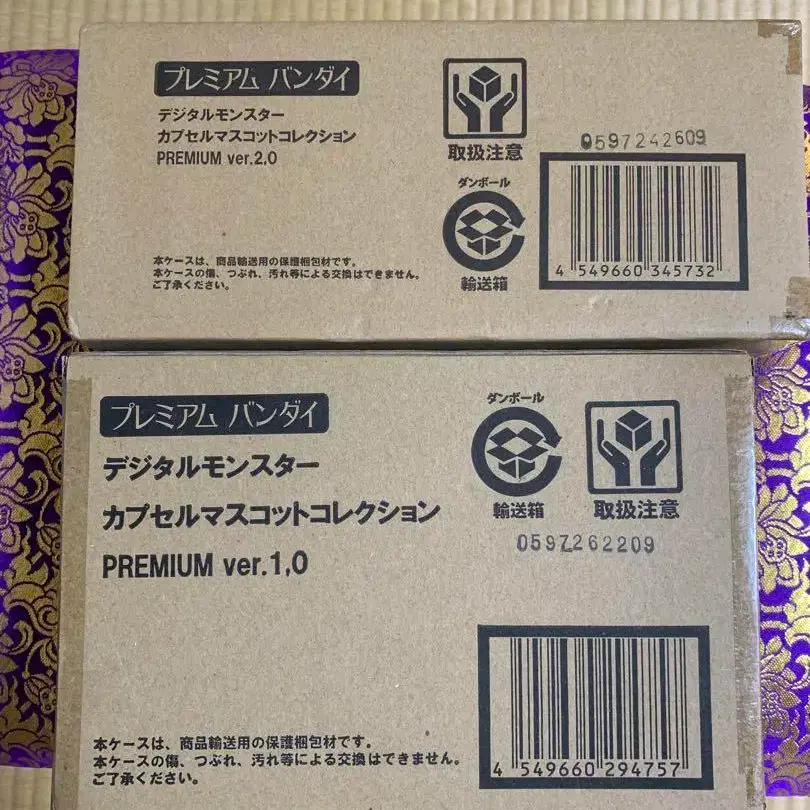 プレミアム バンダイ
デジタルモンスター
カプセルマスコットコレクション
PREMIUM ver.2,0
本ケースは、商品輸送用の保護梱包材です。
本ケースの傷、つぶれ、汚れ等による交換はできません。
ご了承ください。
取扱注意
ダンボール
輸送箱
0597242609
4 549660 345732
プレミアム バンダイ
デジタルモンスター
カプセルマスコットコレクション
PREMIUM ver.1,0
ダンボール
輸送箱
取扱注意
0597262209
本ケースは、商品輸送用の保護梱包材です。
本ケースの傷、つぶれ、汚れ等による交換はできません。
ご了承ください。
4 549660 294757